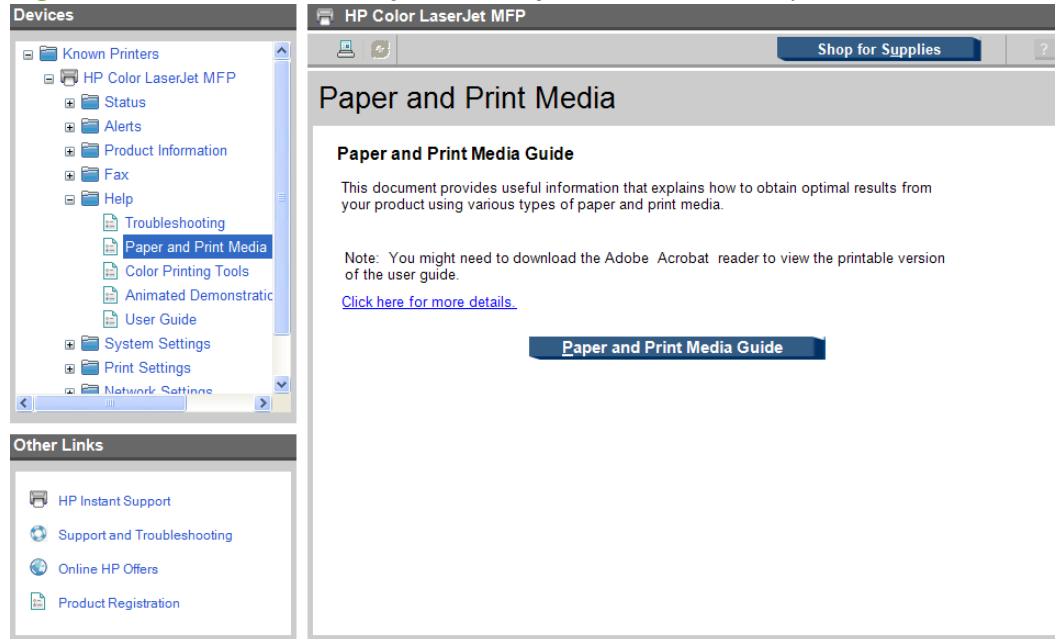 Devices
Known Printers
HP Color LaserJet MFP
Status
Alerts
Product Information
Fax
Help
Troubleshooting
Paper and Print Media
Color Printing Tools
Animated Demonstratic
User Guide
System Settings
Print Settings
Network Settings
Other Links
HP Instant Support
Support and Troubleshooting
Online HP Offers
Product Registration
HP Color LaserJet MFP
Shop for Supplies
?
Paper and Print Media
Paper and Print Media Guide
This document provides useful information that explains how to obtain optimal results from
your product using various types of paper and print media.
Note: You might need to download the Adobe Acrobat reader to view the printable version
of the user guide.
Click here for more details.
Paper and Print Media Guide